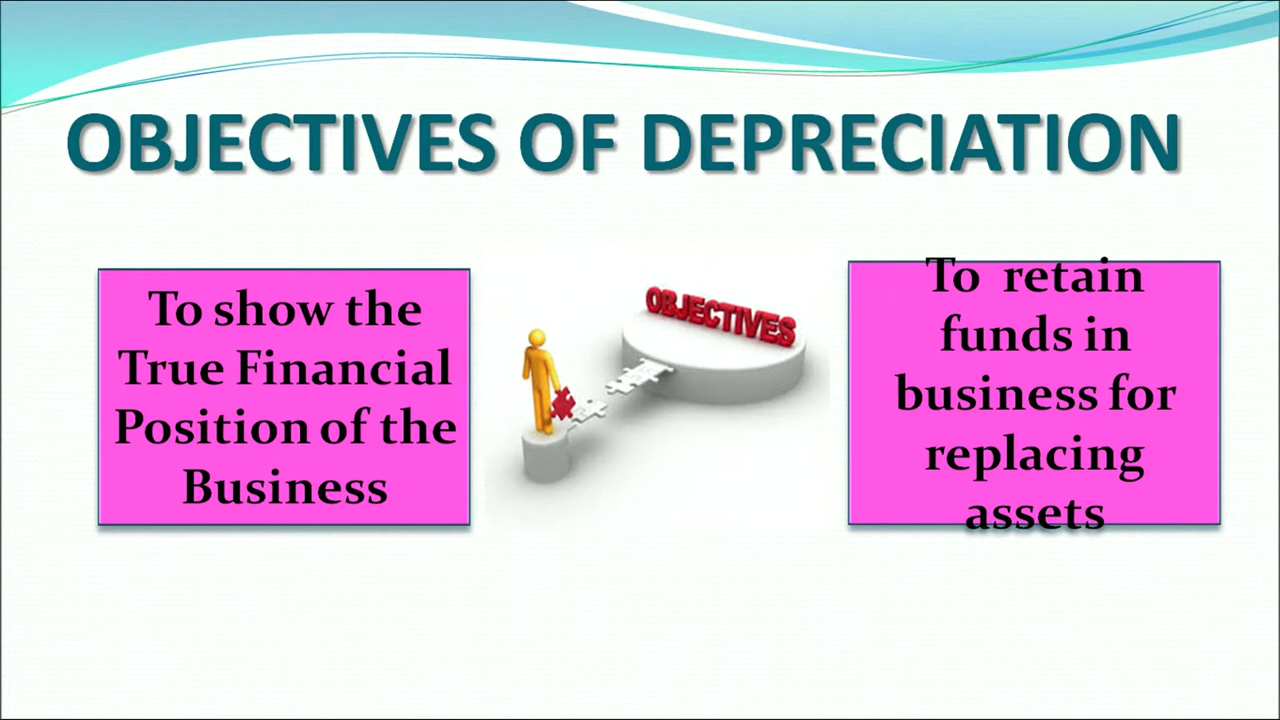 OBJECTIVES OF DEPRECIATION
To show the
True Financial
Position of the
Business
OBJECTIVES
To retain
funds in
business for
replacing
assets